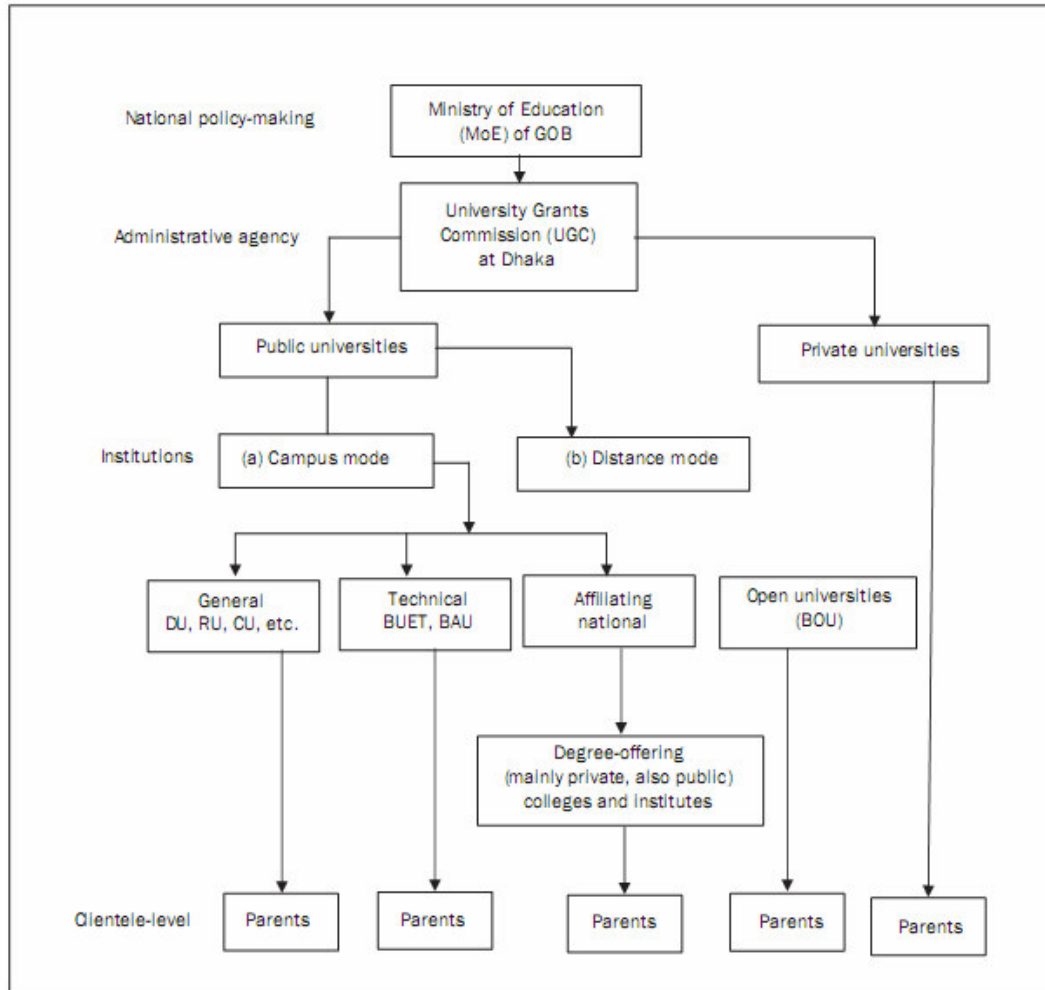 National policy-making
Ministry of Education
(MoE) of GOB
Administrative agency
University Grants
Commission (UGC)
at Dhaka
Public universities
Private universities
Institutions
(a) Campus mode
(b) Distance mode
General
DU, RU, CU, etc.
Technical
BUET, BAU
Affiliating
national
Open universities
(BOU)
Degree-offering
(mainly private, also public)
colleges and institutes
Clientele-level
Parents
Parents
Parents
Parents
Parents